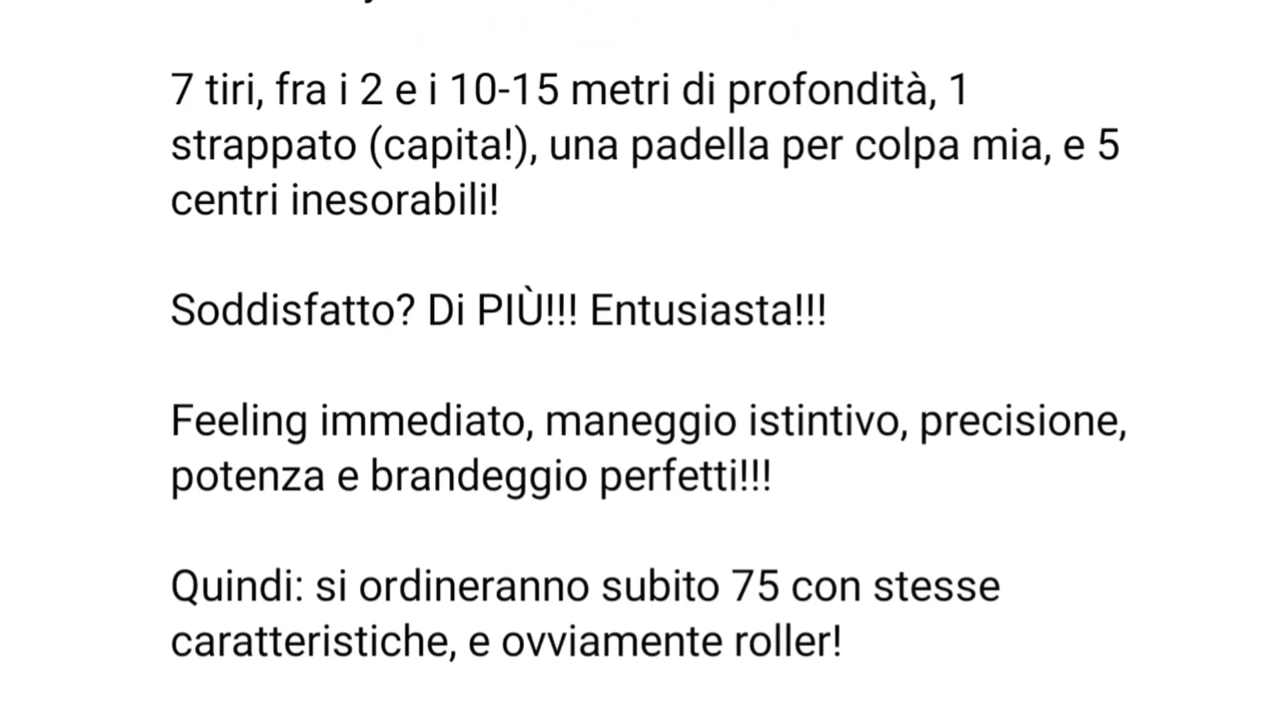 7 tiri, fra i 2 e i 10-15 metri di profondità, 1
strappato (capita!), una padella per colpa mia, e 5
centri inesorabili!
Soddisfatto? Di PIÙ!!! Entusiasta!!!
Feeling immediato, maneggio istintivo, precisione,
potenza e brandeggio perfetti!!!
Quindi: si ordineranno subito 75 con stesse
caratteristiche, e ovviamente roller!